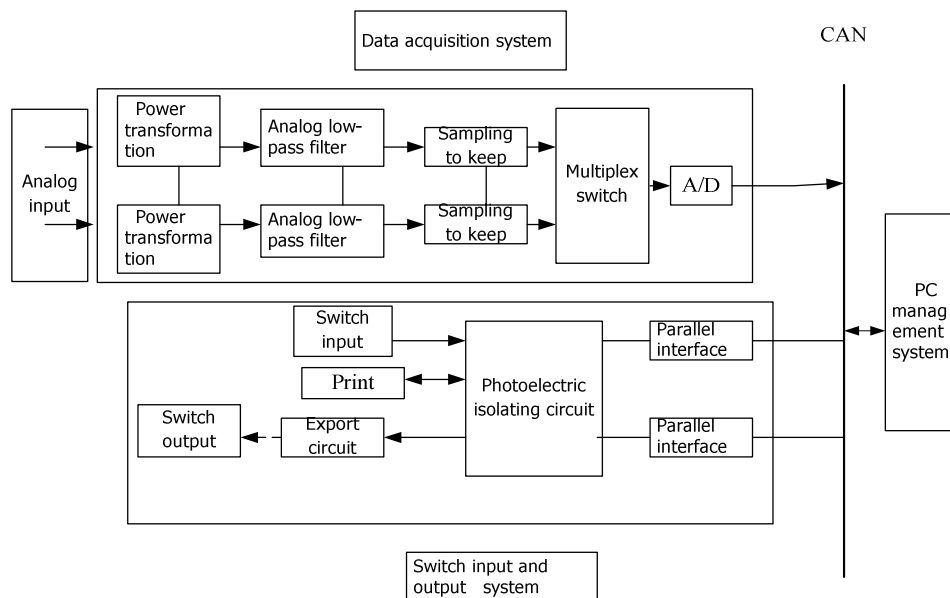 Data acquisition system
CAN
Analog
input
Power
transforma
tion
Analog low-
pass filter
Sampling
to keep
Multiplex
switch
A/D
Power
transforma
tion
Analog low-
pass filter
Sampling
to keep
PC
manag
ement
system
Switch
input
Print
Switch
output
Export
circuit
Photoelectric
isolating circuit
Parallel
interface
Parallel
interface
Switch input and
output system